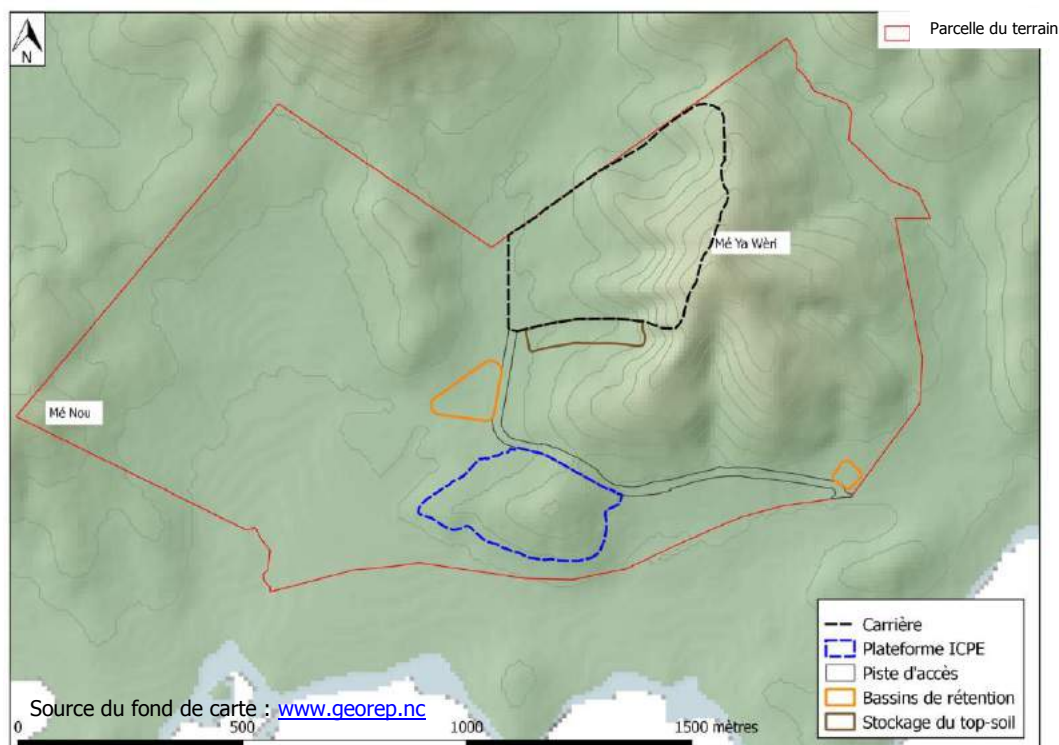 Parcelle du terrain
N
Mé Ya Wèri
Mé Nou
Carrière
Plateforme ICPE
Piste d'accès
Bassins de rétention
Stockage du top-soil
Source du fond de carte : www.georep.nc
0 500 1000 1500 mètres